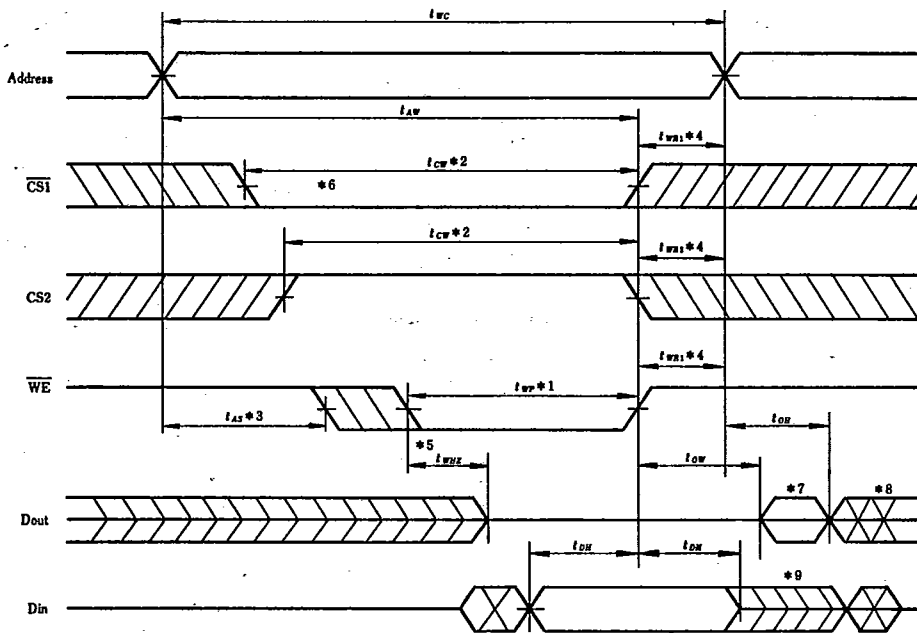 tWC
Address
tAW
tWR1*4
tCW*2
CS1
*6
tCW*2
tWR1*4
CS2
tWR1*4
WE
tWP*1
tAS*3
tOH
*5
tWHZ
tOW
*7
*8
Dout
tDH
tDH
*9
Din